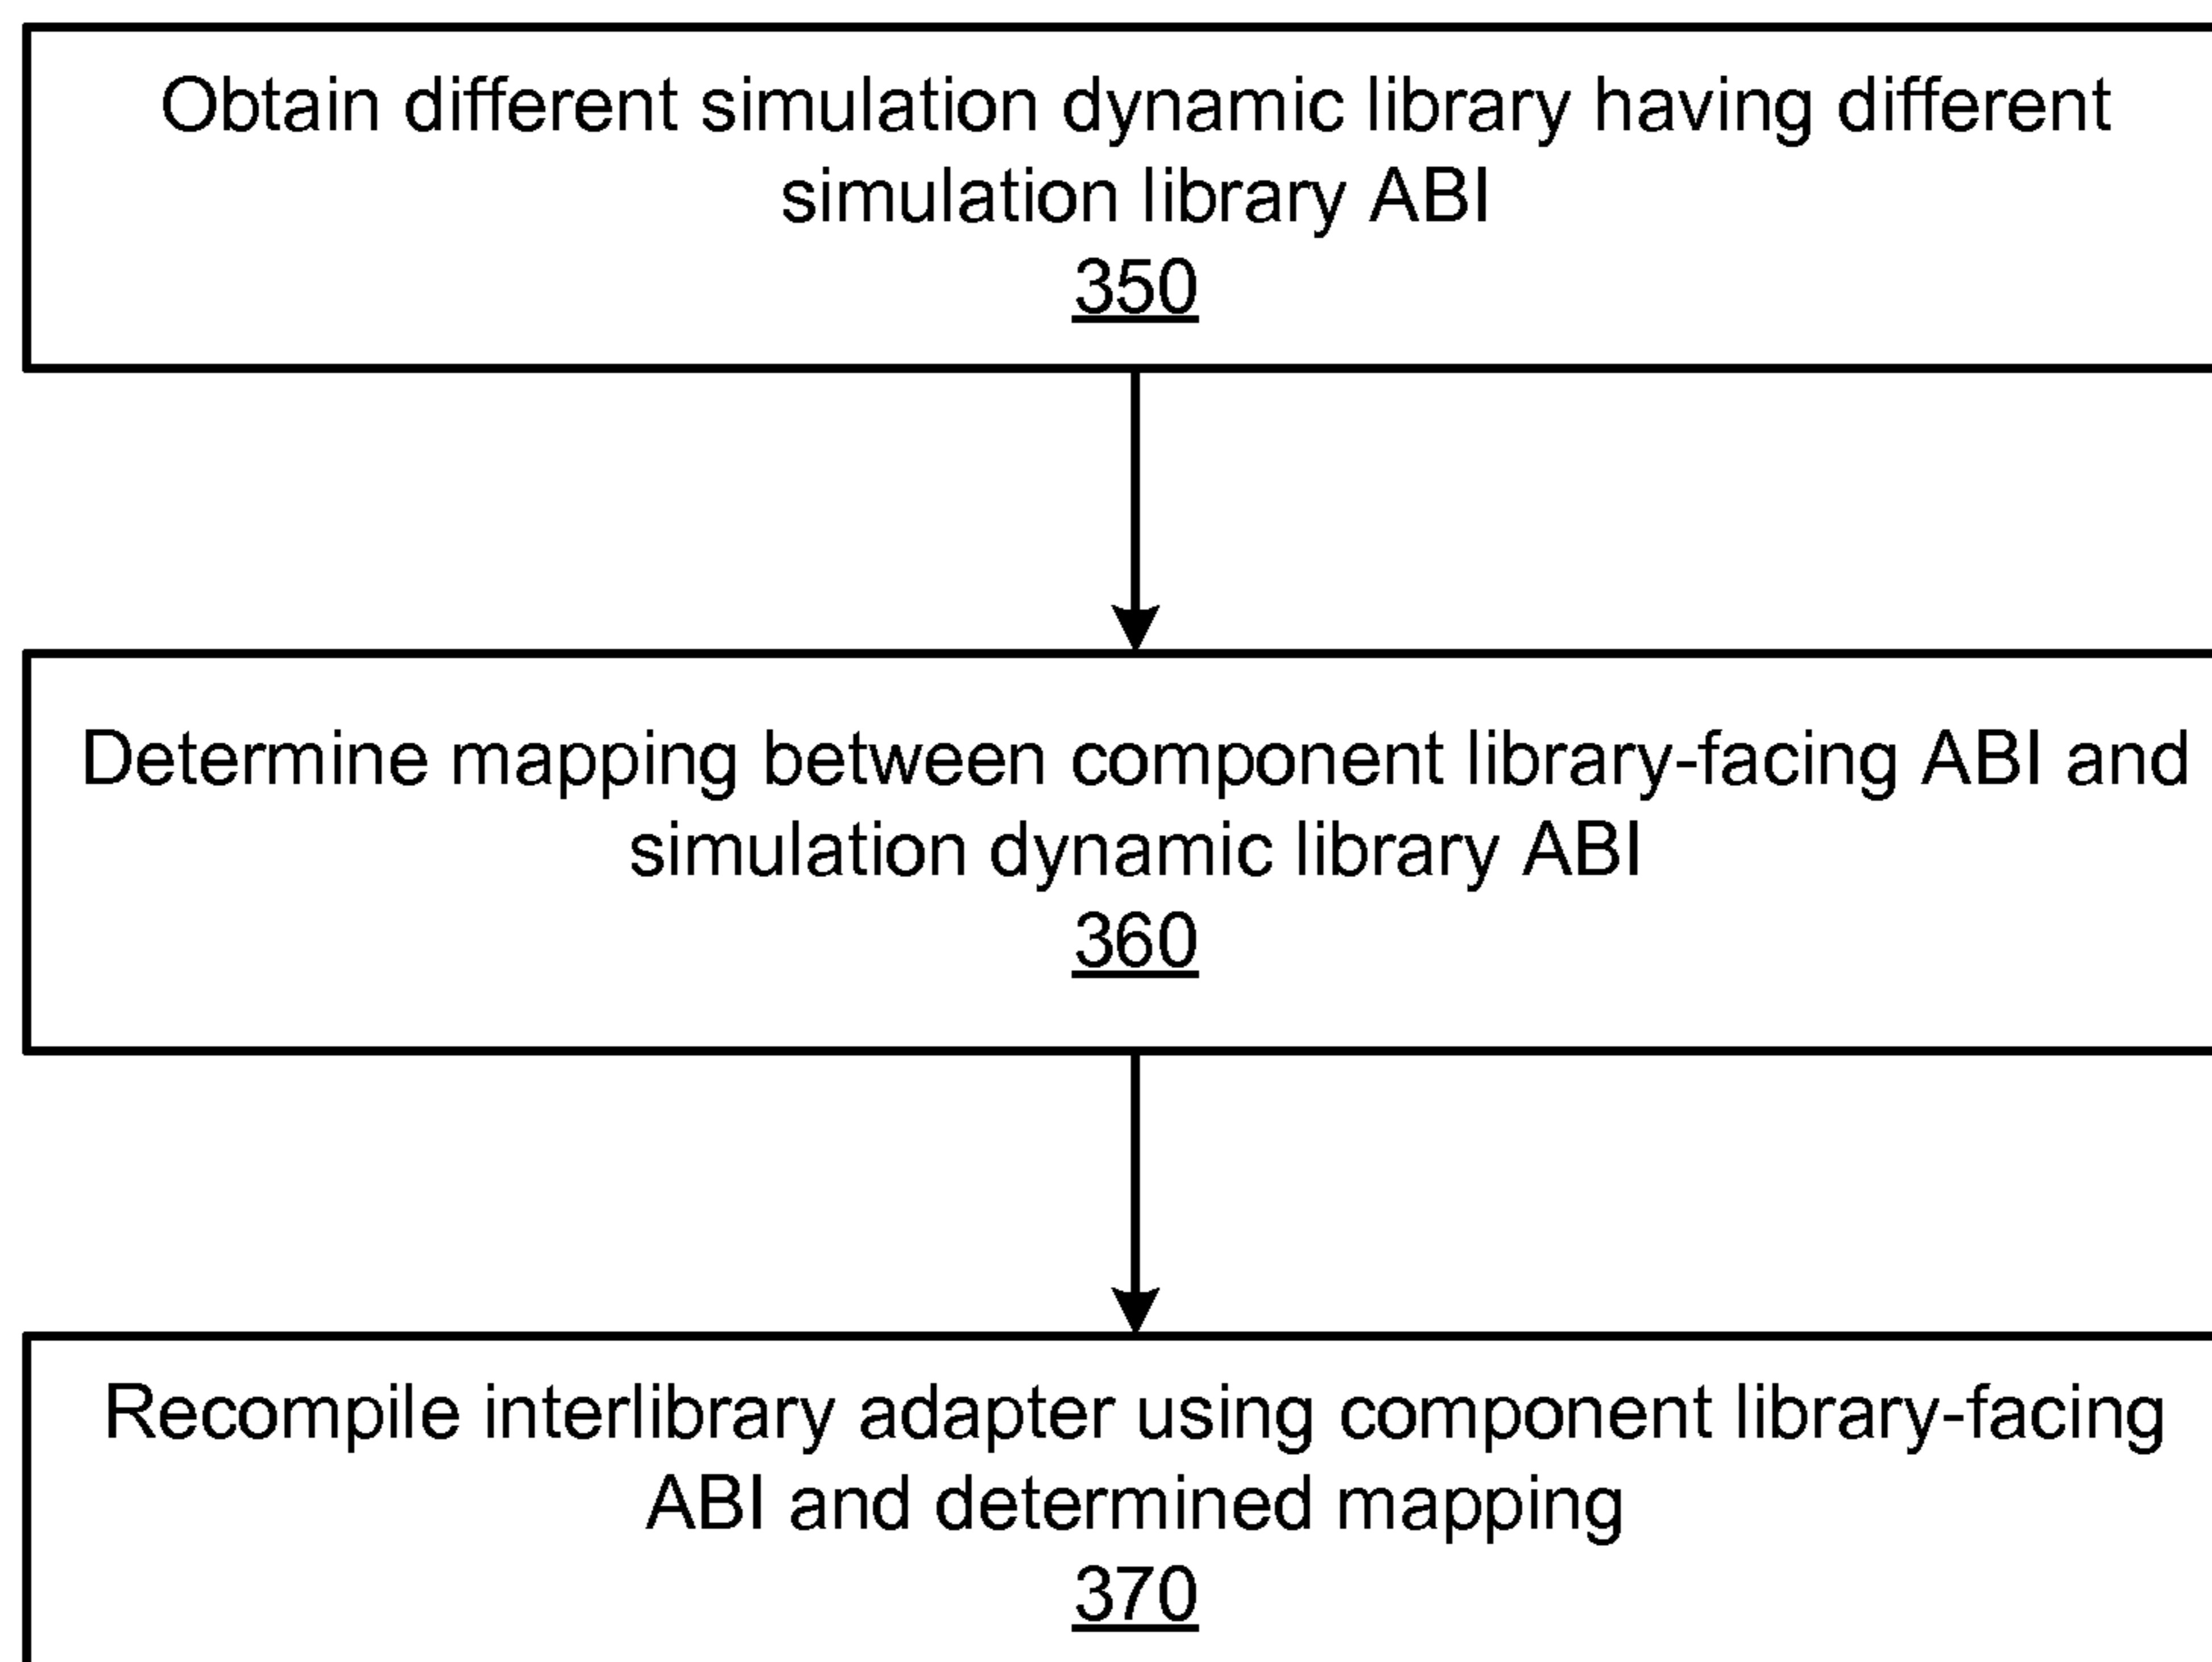 Obtain different simulation dynamic library having different
simulation library ABI
350
Determine mapping between component library-facing ABI and
simulation dynamic library ABI
360
Recompile interlibrary adapter using component library-facing
ABI and determined mapping
370